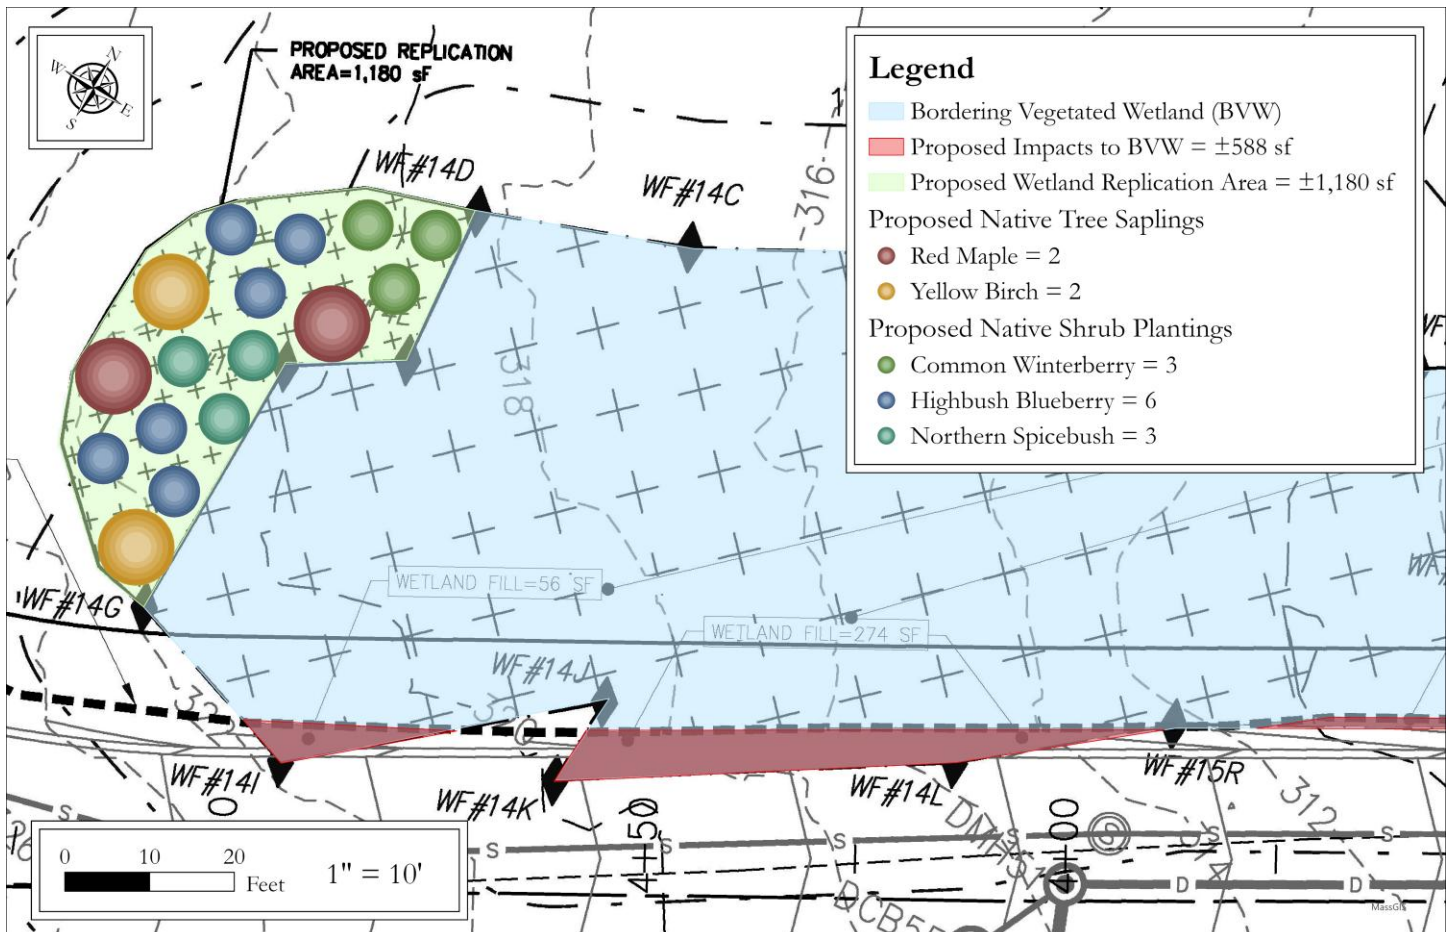 N
W
E
S
PROPOSED REPLICATION
AREA=1,180 sF
WF#14D
WF#14C
316
318
Legend
Bordering Vegetated Wetland (BVW)
Proposed Impacts to BVW = ±588 sf
Proposed Wetland Replication Area = ±1,180 sf
Proposed Native Tree Saplings
Red Maple = 2
Yellow Birch = 2
Proposed Native Shrub Plantings
Common Winterberry = 3
Highbush Blueberry = 6
Northern Spicebush = 3
WETLAND FILL=56 SF
WETLAND FILL=274 SF
WF#14G
WF#14J
WF#14I
WF#14K
WF#14L
WF#15R
312
0 10 20
Feet
1" = 10'
4+50
4+00
S
S
S
S
S
D
D
MassGIS